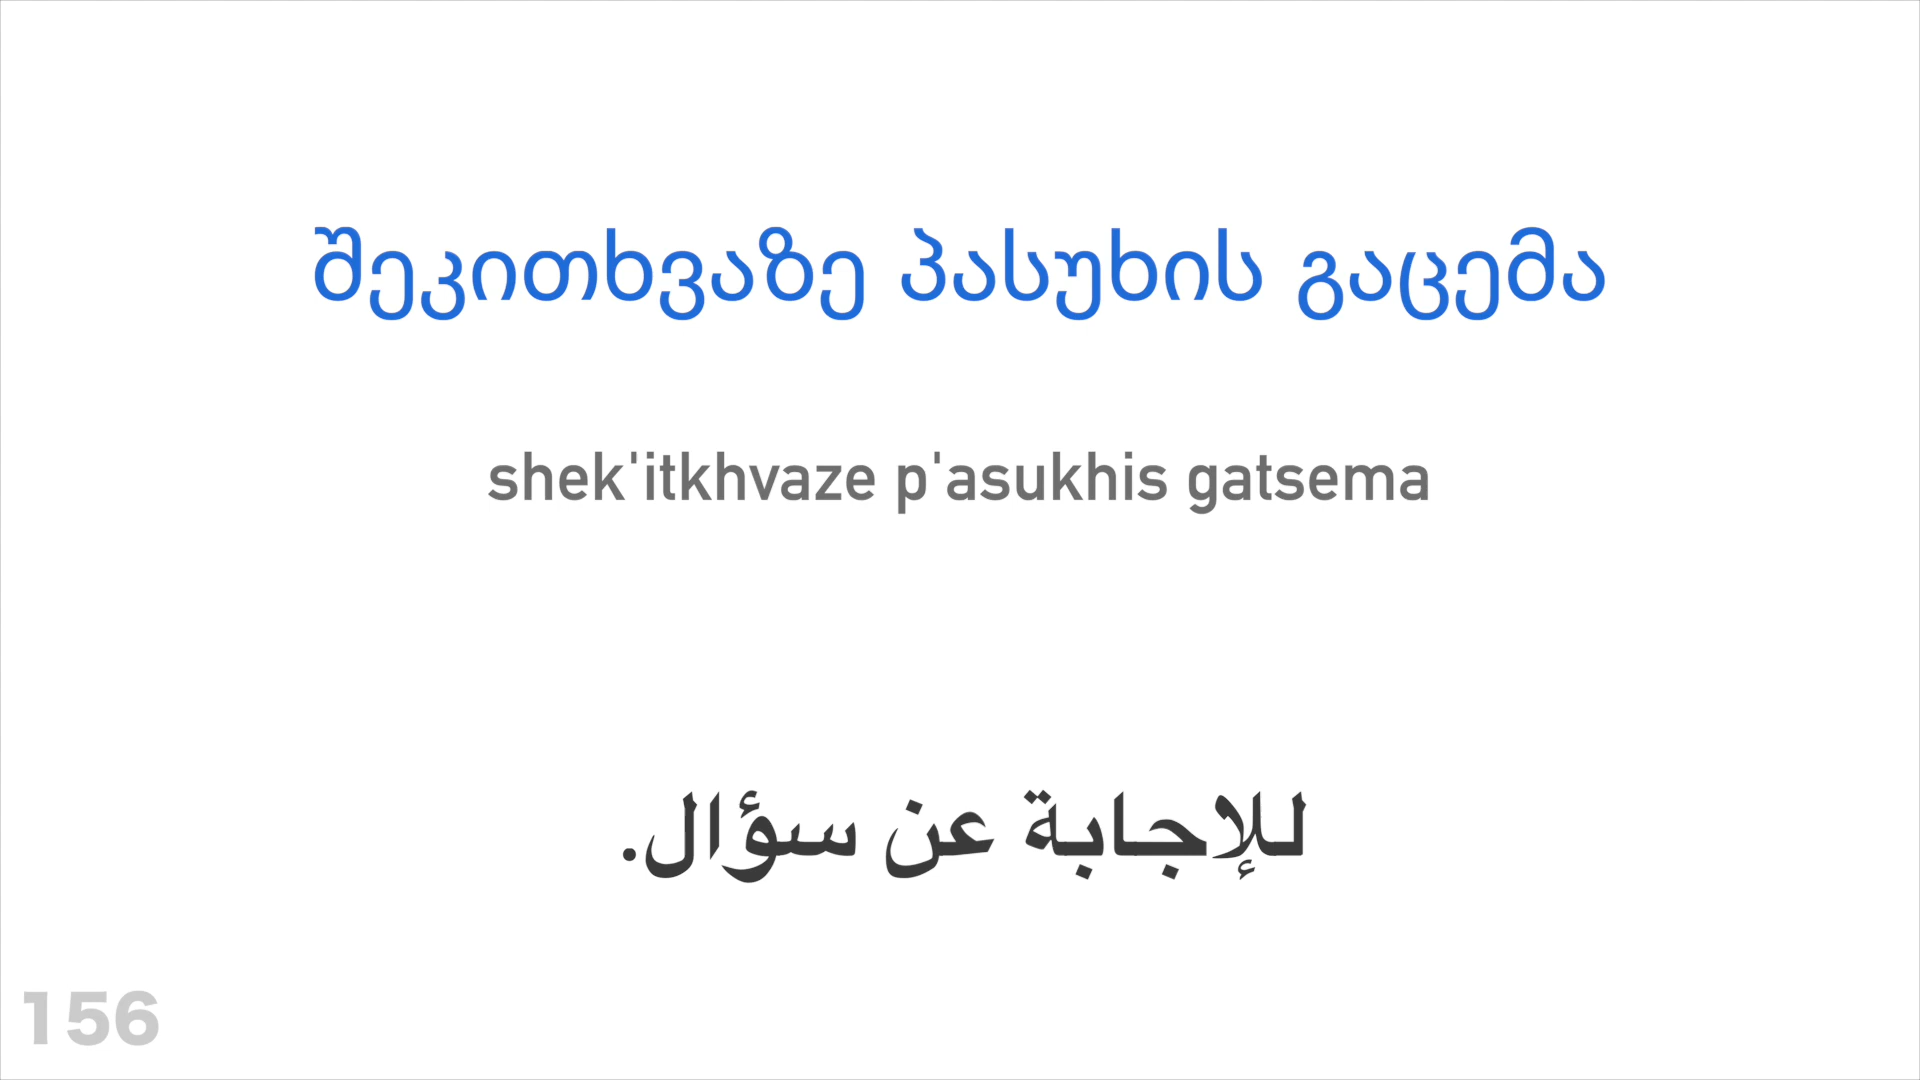 შეკითხვაზე პასუხის გაცემა
shek'itkhvaze p'asukhis gatsema
للإجابة عن سؤال.
156